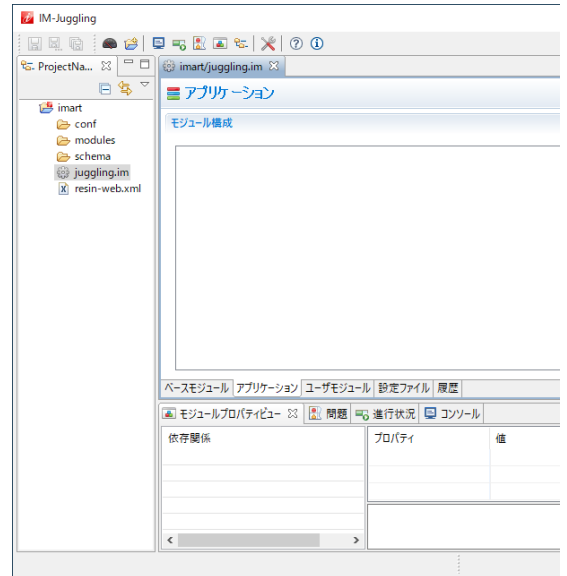 IM-Juggling
ProjectNa...
imart/juggling.im
アプリケーション
imart
conf
modules
schema
juggling.im
resin-web.xml
モジュール構成
ベースモジュール アプリケーション ユーザモジュール 設定ファイル 履歴
モジュールプロパティビュー 問題 進行状況 コンソール
依存関係
プロパティ 値